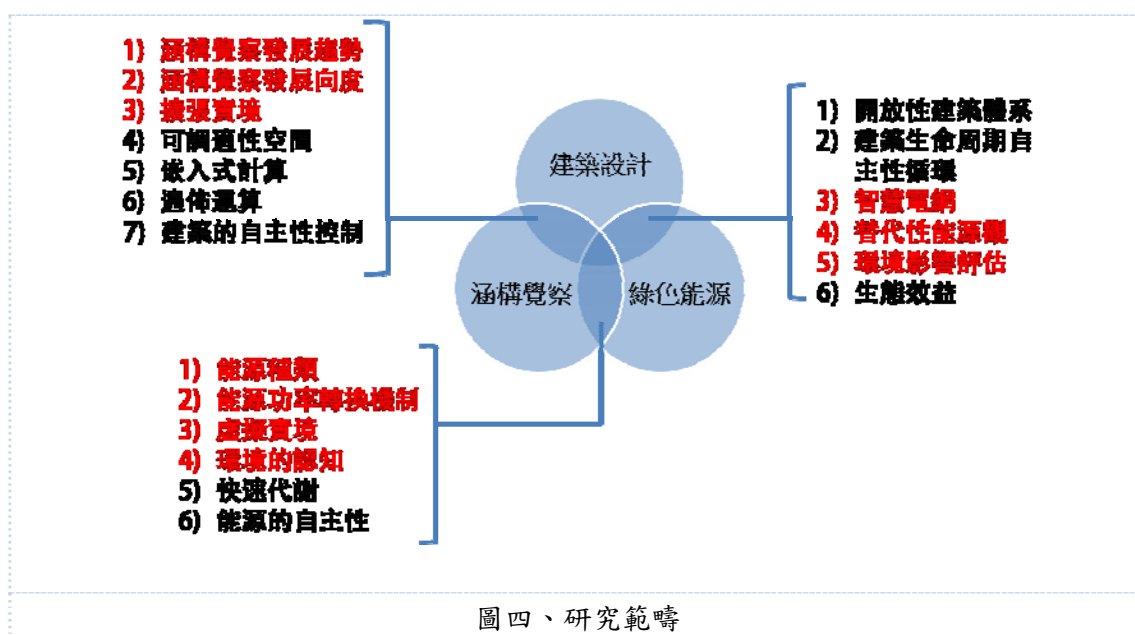 1) 涵構覺察發展趨勢
2) 涵構覺察發展向度
3) 擴張實境
4) 可調適性空間
5) 嵌入式計算
6) 遍佈運算
7) 建築的自主性控制
建築設計
涵構覺察
綠色能源
1) 開放性建築體系
2) 建築生命周期自
主性循環
3) 智慧電網
4) 替代性能源觀
5) 環境影響評估
6) 生態效益
1) 能源種類
2) 能源功率轉換機制
3) 虛擬實境
4) 環境的認知
5) 快速代謝
6) 能源的自主性
圖四、研究範疇